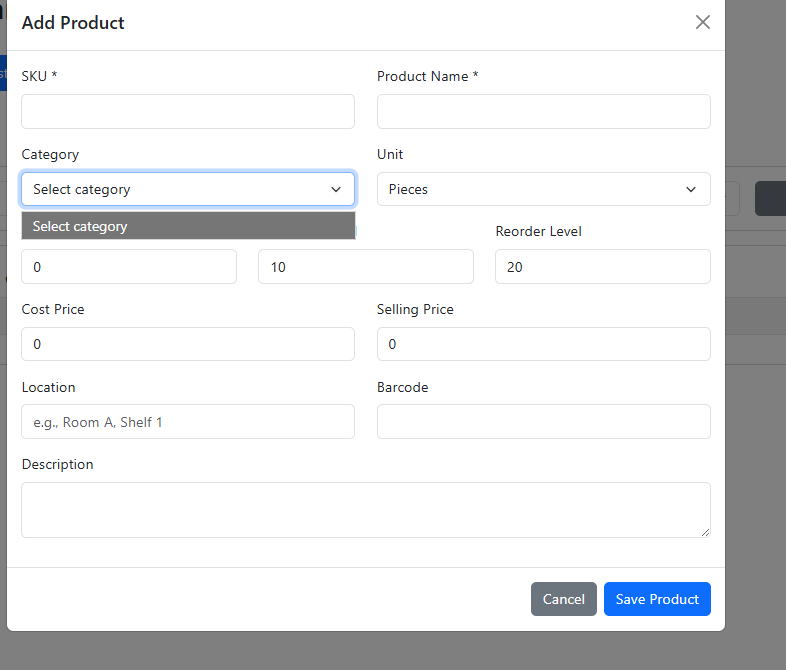 Add Product
SKU *
Product Name *
Category
Unit
Select category
Pieces
Select category
Reorder Level
0
10
20
Cost Price
Selling Price
0
0
Location
Barcode
e.g., Room A, Shelf 1
Description
Cancel
Save Product